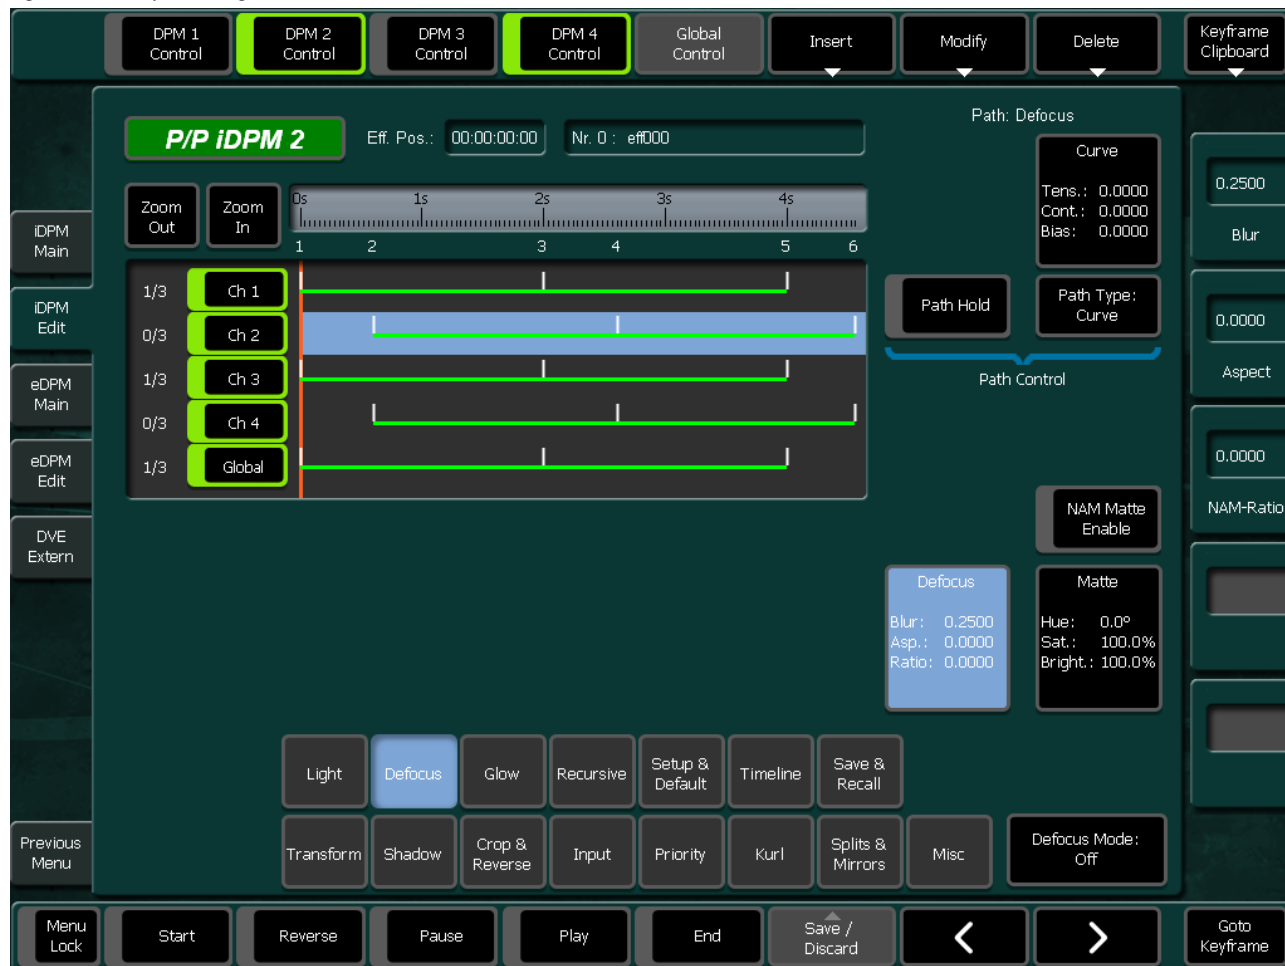 DPM 1
Control
DPM 2
Control
DPM 3
Control
DPM 4
Control
Global
Control
Insert
Modify
Delete
Keyframe
Clipboard
P/P iDPM 2
Eff. Pos.: 00:00:00:00
Nr. 0 : eff000
Path: Defocus
Curve
Tens.: 0.0000
Cont.: 0.0000
Bias: 0.0000
0.2500
Blur
Zoom
Out
Zoom
In
0s 1s 2s 3s 4s
1 2 3 4 5 6
iDPM
Main
iDPM
Edit
eDPM
Main
eDPM
Edit
DVE
Extern
1/3 Ch 1
0/3 Ch 2
1/3 Ch 3
0/3 Ch 4
1/3 Global
Path Hold
Path Type:
Curve
Path Control
0.0000
Aspect
0.0000
NAM-Ratio
NAM Matte
Enable
Defocus
Blur: 0.2500
Asp.: 0.0000
Ratio: 0.0000
Matte
Hue: 0.0°
Sat.: 100.0%
Bright.: 100.0%
Light
Defocus
Glow
Recursive
Setup &
Default
Timeline
Save &
Recall
Previous
Menu
Transform
Shadow
Crop &
Reverse
Input
Priority
Kurl
Splits &
Mirrors
Misc
Defocus Mode:
Off
Menu
Lock
Start
Reverse
Pause
Play
End
Save /
Discard
<
>
Goto
Keyframe